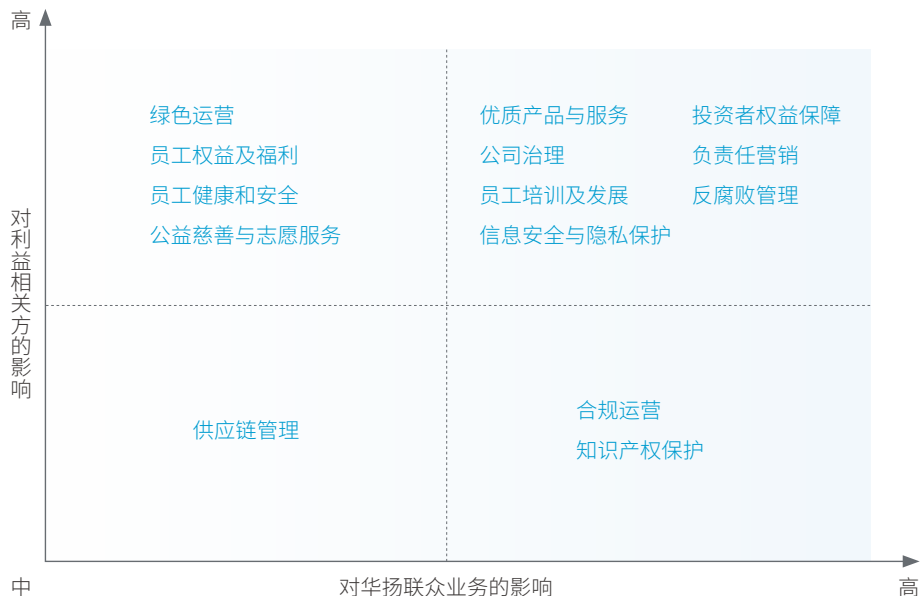 高
对利益相关方的影响
绿色运营
员工权益及福利
员工健康和安全
公益慈善与志愿服务
优质产品与服务
公司治理
员工培训及发展
信息安全与隐私保护
投资者权益保障
负责任营销
反腐败管理
供应链管理
合规运营
知识产权保护
中
对华扬联众业务的影响
高